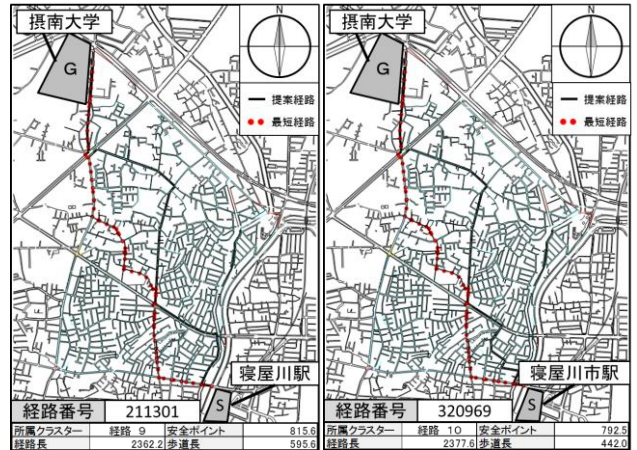 摂南大学
G
N
提案経路
最短経路
寝屋川駅
S
経路番号 211301
所属クラスター 経路 9 安全ポイント 815.6
経路長 2362.2 歩道長 595.6
摂南大学
G
N
提案経路
最短経路
寝屋川市駅
S
経路番号 320969
所属クラスター 経路 10 安全ポイント 792.5
経路長 2377.6 歩道長 442.0